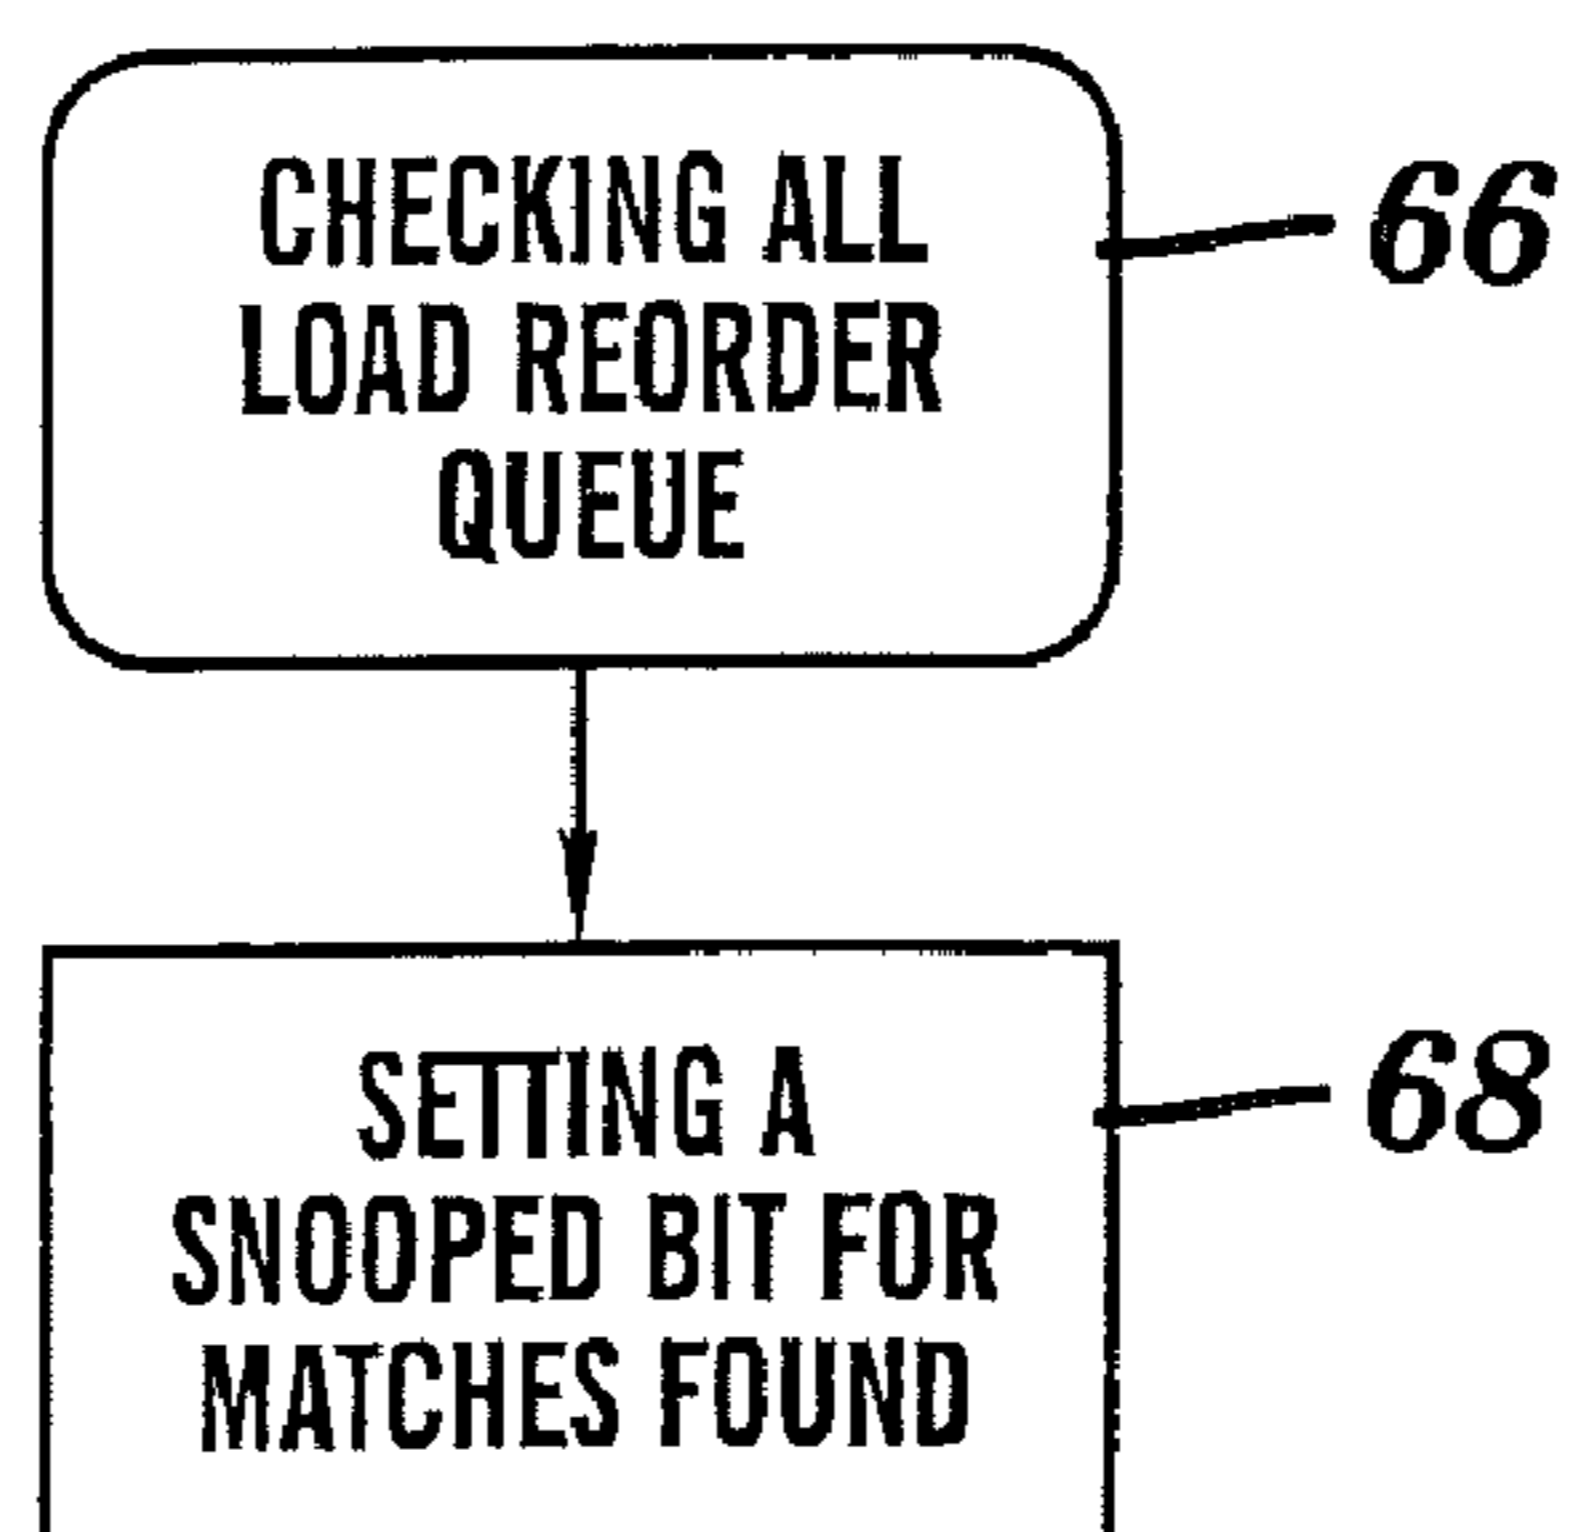 CHECKING ALL
LOAD REORDER
QUEUE
66
SETTING A
SNOOPED BIT FOR
MATCHES FOUND
68